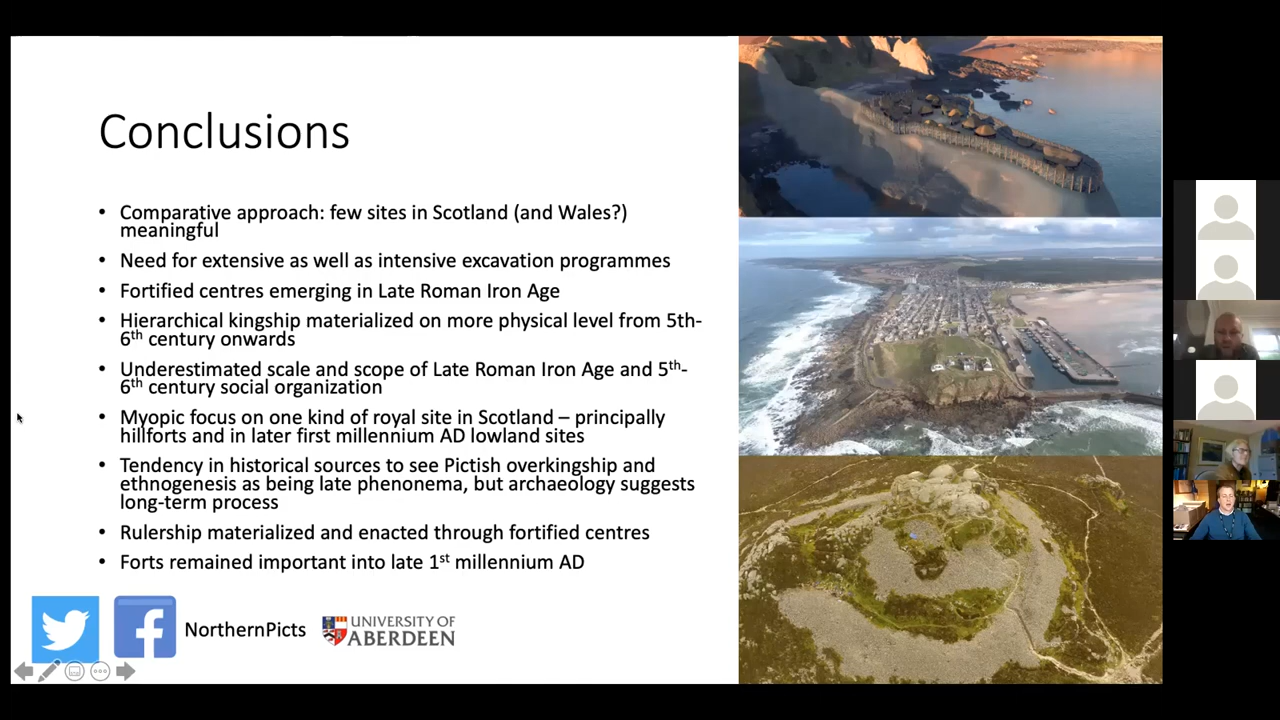 Conclusions
• Comparative approach: few sites in Scotland (and Wales?)
meaningful
• Need for extensive as well as intensive excavation programmes
• Fortified centres emerging in Late Roman Iron Age
• Hierarchical kingship materialized on more physical level from 5th-
6th century onwards
• Underestimated scale and scope of Late Roman Iron Age and 5th-
6th century social organization
• Myopic focus on one kind of royal site in Scotland – principally
hillforts and in later first millennium AD lowland sites
• Tendency in historical sources to see Pictish overkingship and
ethnogenesis as being late phenonema, but archaeology suggests
long-term process
• Rulership materialized and enacted through fortified centres
• Forts remained important into late 1st millennium AD
NorthernPicts
UNIVERSITY OF
ABERDEEN